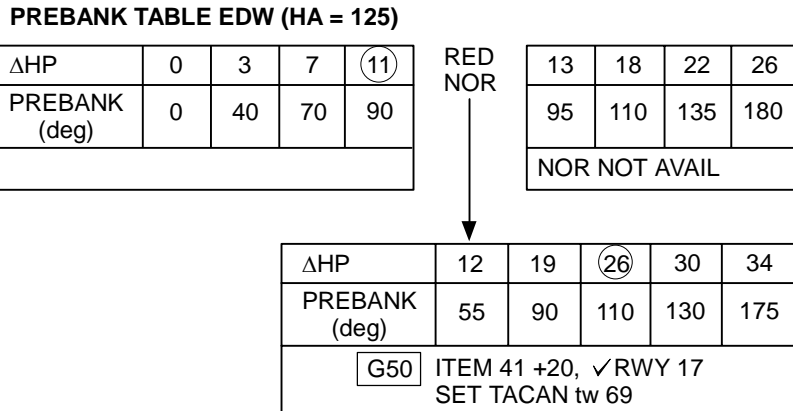 PREBANK TABLE EDW (HA = 125)
∆HP 0 3 7 11
PREBANK (deg) 0 40 70 90
RED
NOR
13 18 22 26
95 110 135 180
NOR NOT AVAIL
∆HP 12 19 26 30 34
PREBANK (deg) 55 90 110 130 175
G50 ITEM 41 +20, ✓RWY 17
SET TACAN tw 69